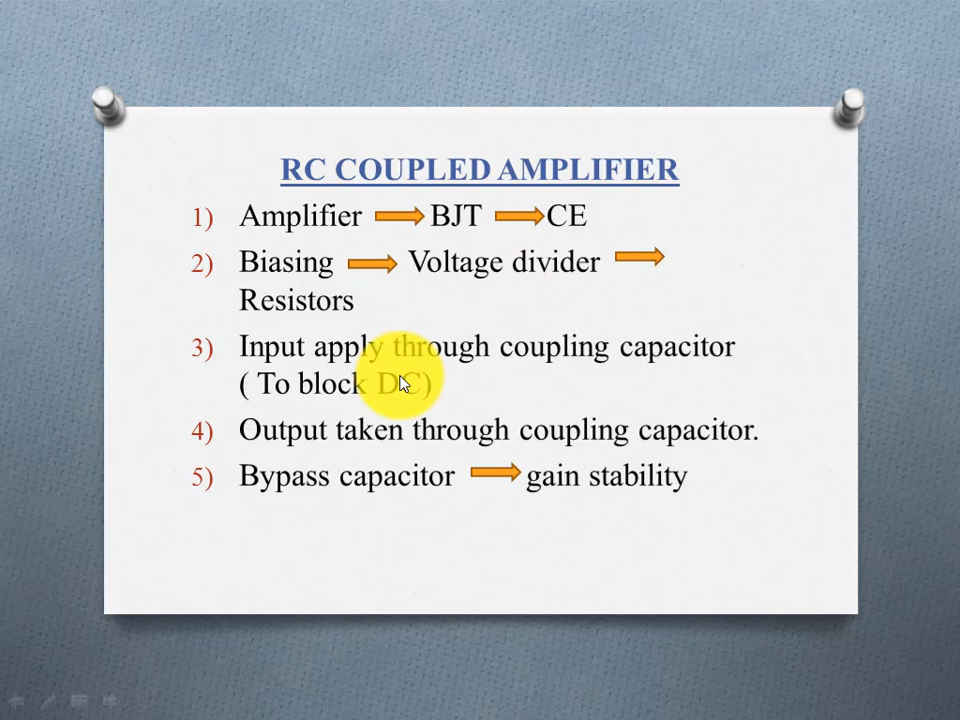 RC COUPLED AMPLIFIER
1) Amplifier BJT CE
2) Biasing Voltage divider
Resistors
3) Input apply through coupling capacitor
( To block DC)
4) Output taken through coupling capacitor.
5) Bypass capacitor gain stability